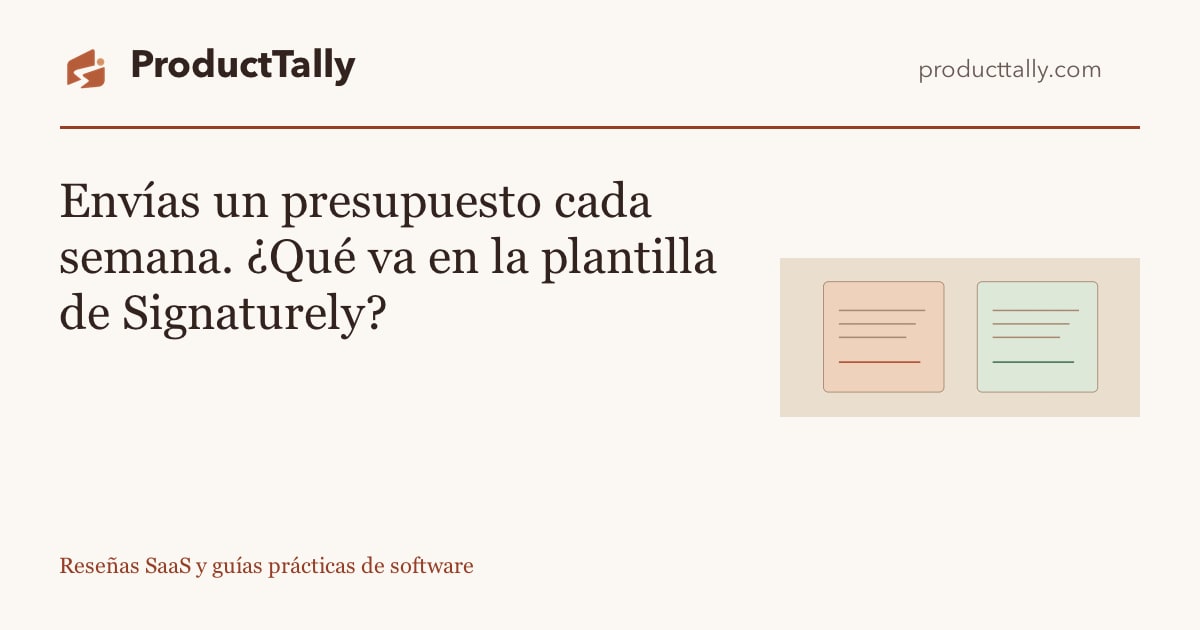 ProductTally
producttally.com
Envías un presupuesto cada
semana. ¿Qué va en la plantilla
de Signaturely?
Reseñas SaaS y guías prácticas de software